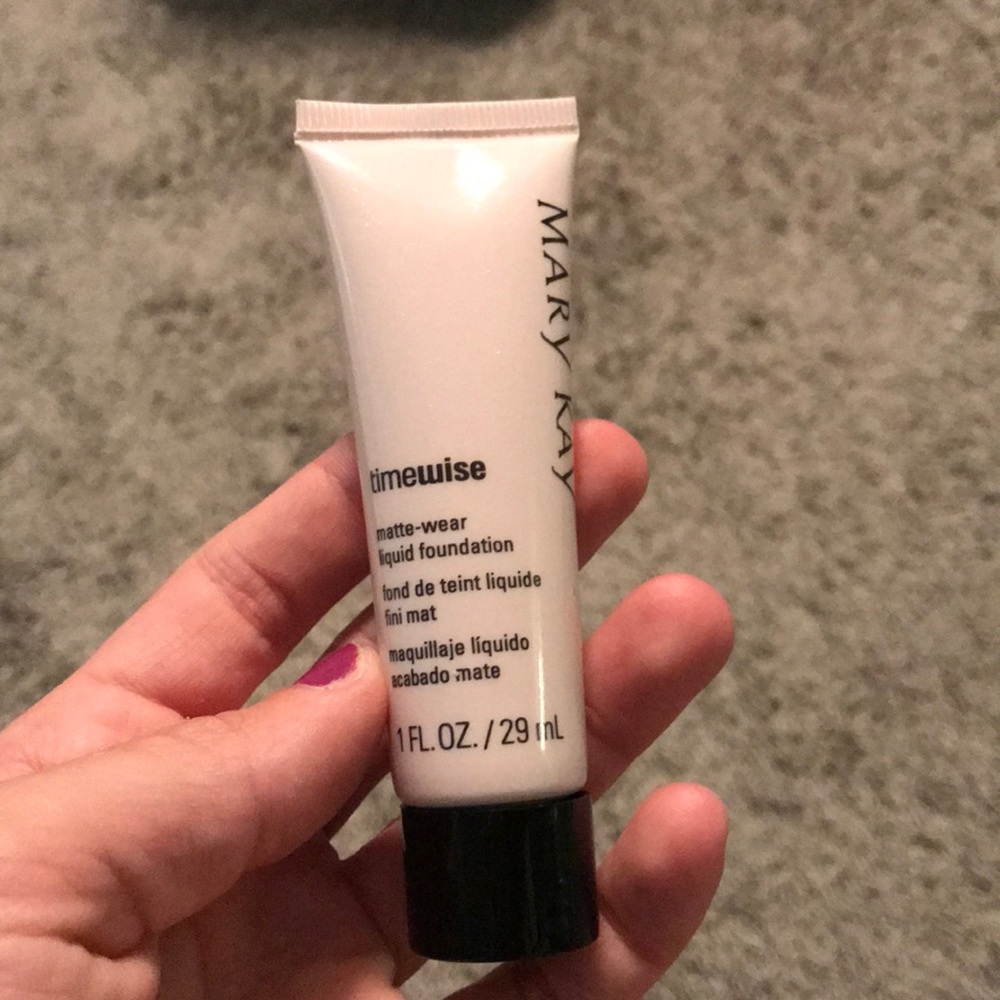 MARY KAY
timewise
matte-wear
liquid foundation
fond de teint liquide
fini mat
maquillaje líquido
acabado mate
1 FL. OZ. / 29 mL